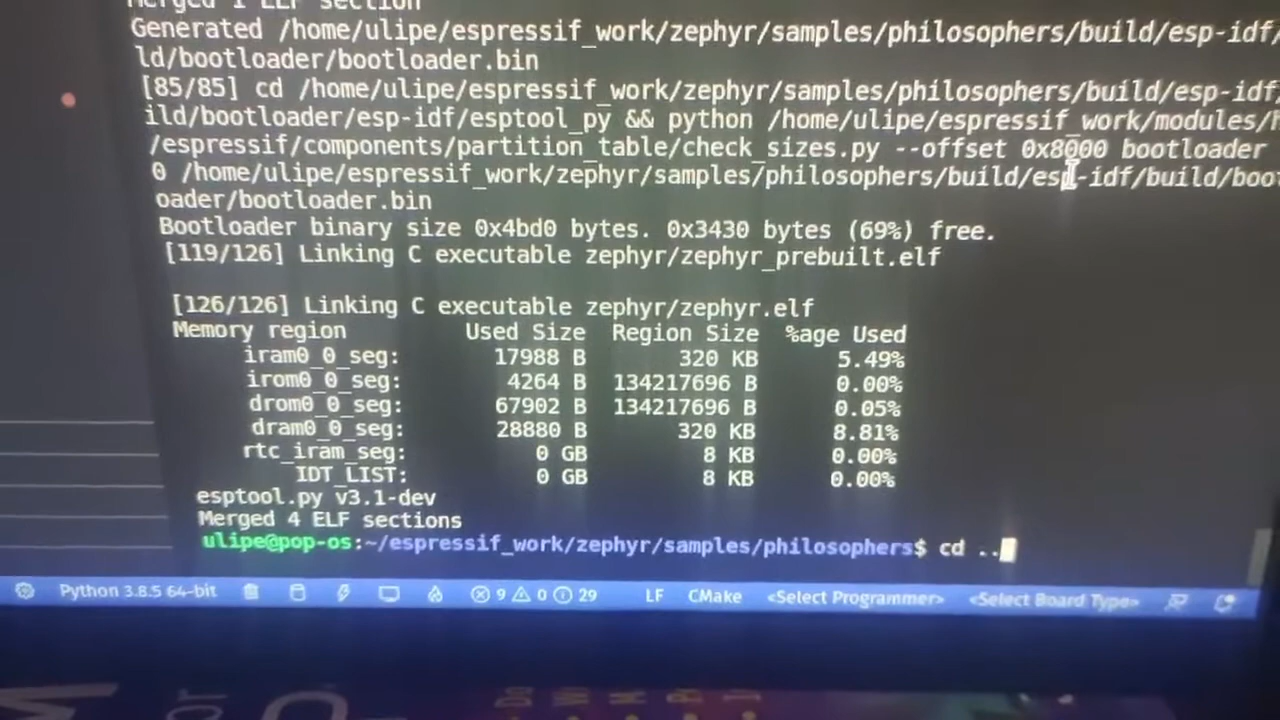 Merged 1 ELF section
Generated /home/ulipe/espressif_work/zephyr/samples/philosophers/build/esp-idf/
ld/bootloader/bootloader.bin
[85/85] cd /home/ulipe/espressif_work/zephyr/samples/philosophers/build/esp-idf/
ild/bootloader/esp-idf/esptool_py && python /home/ulipe/espressif_work/modules/
/espressif/components/partition_table/check_sizes.py --offset 0x8000 bootloader
0 /home/ulipe/espressif_work/zephyr/samples/philosophers/build/esp-idf/build/boot
oader/bootloader.bin
Bootloader binary size 0x4bd0 bytes. 0x3430 bytes (69%) free.
[119/126] Linking C executable zephyr/zephyr_prebuilt.elf
[126/126] Linking C executable zephyr/zephyr.elf
Memory region Used Size Region Size %age Used
iram0_0_seg: 17988 B 320 KB 5.49%
irom0_0_seg: 4264 B 134217696 B 0.00%
drom0_0_seg: 67902 B 134217696 B 0.05%
dram0_0_seg: 28880 B 320 KB 8.81%
rtc_iram_seg: 0 GB 8 KB 0.00%
IDT_LIST: 0 GB 8 KB 0.00%
esptool.py v3.1-dev
Merged 4 ELF sections
ulipe@pop-os:~/espressif_work/zephyr/samples/philosophers$ cd ..
Python 3.8.5 64-bit 9 0 29 LF CMake <Select Programmer> <Select Board Type>